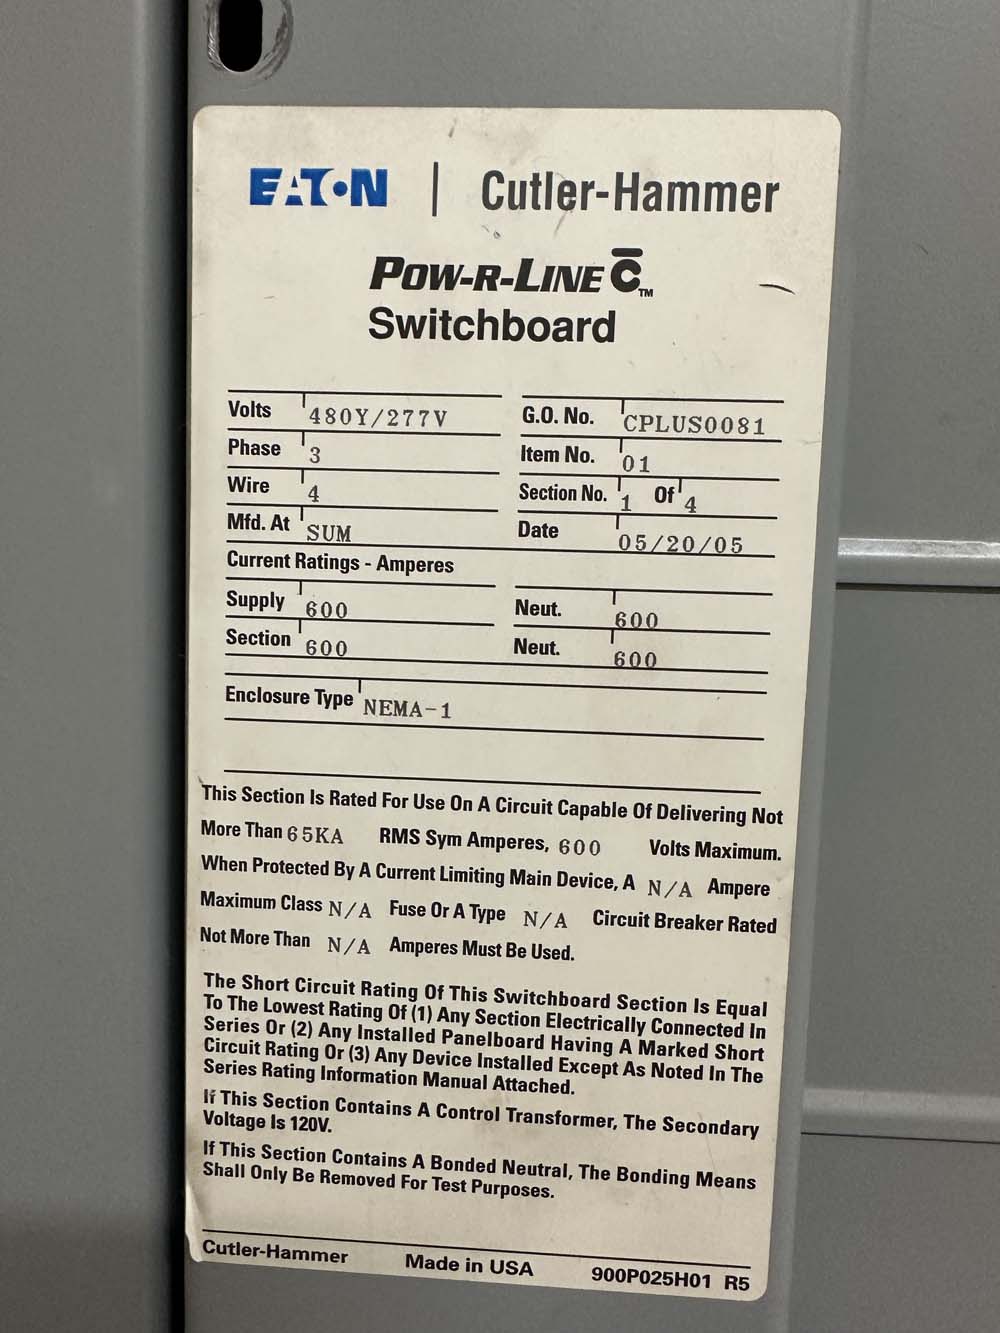 EATON | Cutler-Hammer
POW-R-LINE C™
Switchboard
Volts 480Y/277V G.O. No. CPLUS0081
Phase 3 Item No. 01
Wire 4 Section No. 1 Of 4
Mfd. At SUM Date 05/20/05
Current Ratings - Amperes
Supply 600 Neut. 600
Section 600 Neut. 600
Enclosure Type NEMA-1
This Section Is Rated For Use On A Circuit Capable Of Delivering Not
More Than 65KA RMS Sym Amperes, 600 Volts Maximum.
When Protected By A Current Limiting Main Device, A N/A Ampere
Maximum Class N/A Fuse Or A Type N/A Circuit Breaker Rated
Not More Than N/A Amperes Must Be Used.
The Short Circuit Rating Of This Switchboard Section Is Equal
To The Lowest Rating Of (1) Any Section Electrically Connected In
Series Or (2) Any Installed Panelboard Having A Marked Short
Circuit Rating Or (3) Any Device Installed Except As Noted In The
Series Rating Information Manual Attached.
If This Section Contains A Control Transformer, The Secondary
Voltage Is 120V.
If This Section Contains A Bonded Neutral, The Bonding Means
Shall Only Be Removed For Test Purposes.
Cutler-Hammer Made in USA 900P025H01 R5